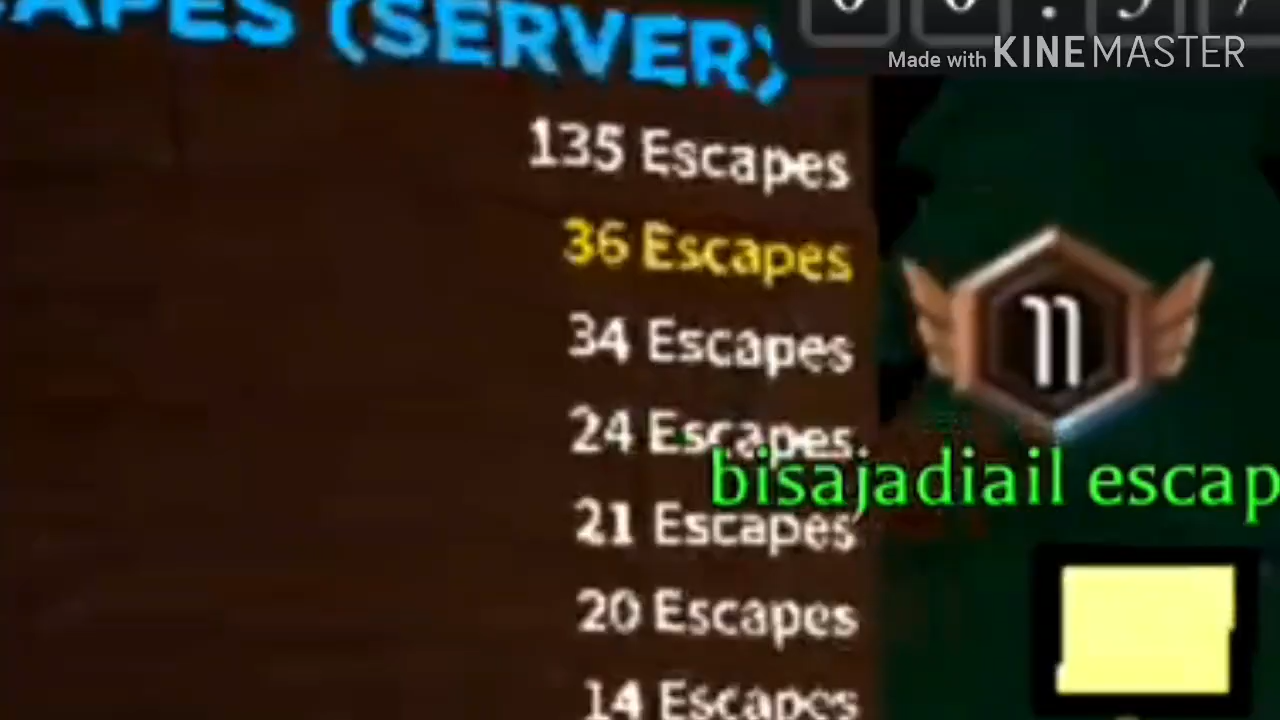 APES (SERVER)
Made with KINEMASTER
135 Escapes
36 Escapes
34 Escapes
11
24 Escapes
bisajadiail escap
21 Escapes
20 Escapes
14 Escapes